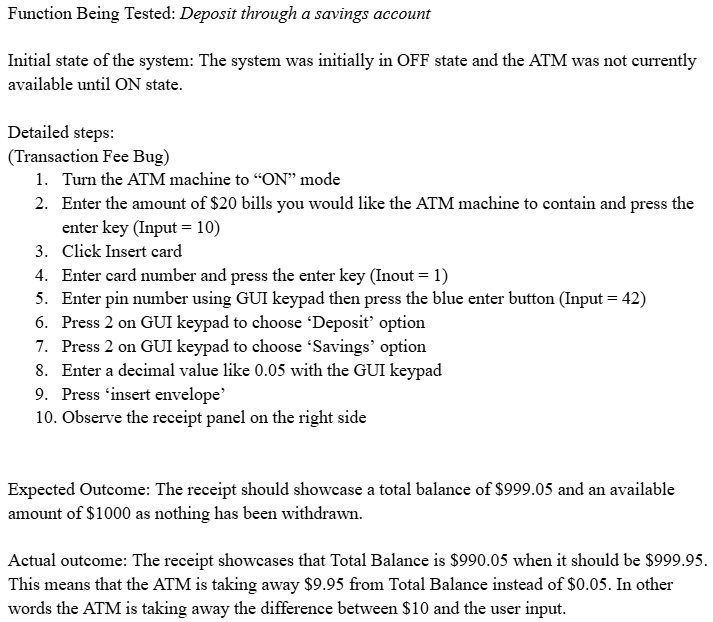 Function Being Tested: Deposit through a savings account
Initial state of the system: The system was initially in OFF state and the ATM was not currently
available until ON state.
Detailed steps:
(Transaction Fee Bug)
1. Turn the ATM machine to “ON” mode
2. Enter the amount of $20 bills you would like the ATM machine to contain and press the
enter key (Input = 10)
3. Click Insert card
4. Enter card number and press the enter key (Inout = 1)
5. Enter pin number using GUI keypad then press the blue enter button (Input = 42)
6. Press 2 on GUI keypad to choose ‘Deposit’ option
7. Press 2 on GUI keypad to choose ‘Savings’ option
8. Enter a decimal value like 0.05 with the GUI keypad
9. Press ‘insert envelope’
10. Observe the receipt panel on the right side
Expected Outcome: The receipt should showcase a total balance of $999.05 and an available
amount of $1000 as nothing has been withdrawn.
Actual outcome: The receipt showcases that Total Balance is $990.05 when it should be $999.95.
This means that the ATM is taking away $9.95 from Total Balance instead of $0.05. In other
words the ATM is taking away the difference between $10 and the user input.